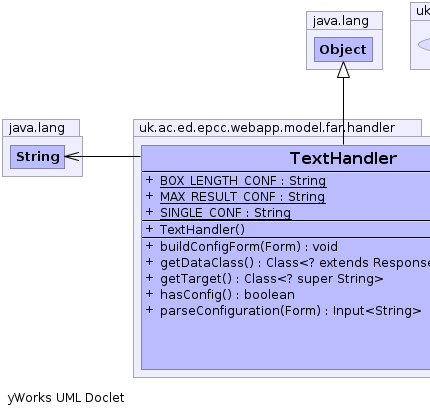 java.lang
uk
Object
java.lang
uk.ac.ed.epcc.webapp.model.far.handler
String
TextHandler
+ BOX_LENGTH_CONF : String
+ MAX_RESULT_CONF : String
+ SINGLE_CONF : String
+ TextHandler()
+ buildConfigForm(Form) : void
+ getDataClass() : Class<? extends Response
+ getTarget() : Class<? super String>
+ hasConfig() : boolean
+ parseConfiguration(Form) : Input<String>
yWorks UML Doclet